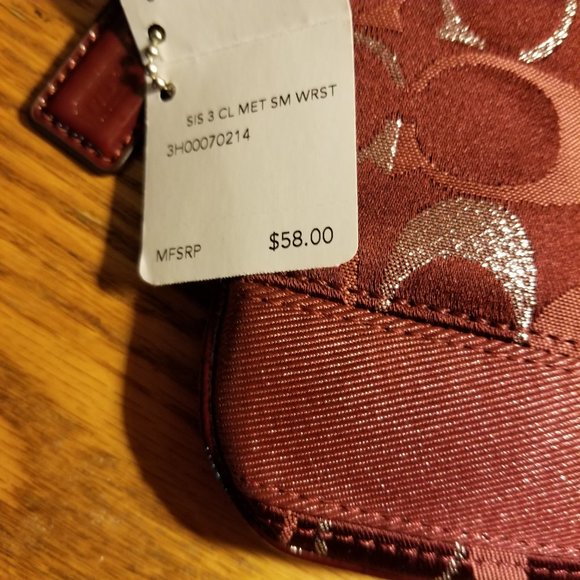 SIS 3 CL MET SM WRST
3H00070214
MFSRP $58.00